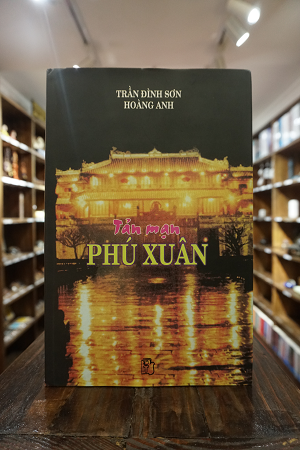 TRẦN ĐÌNH SƠN
HOÀNG ANH
Tản mạn
PHÚ XUÂN